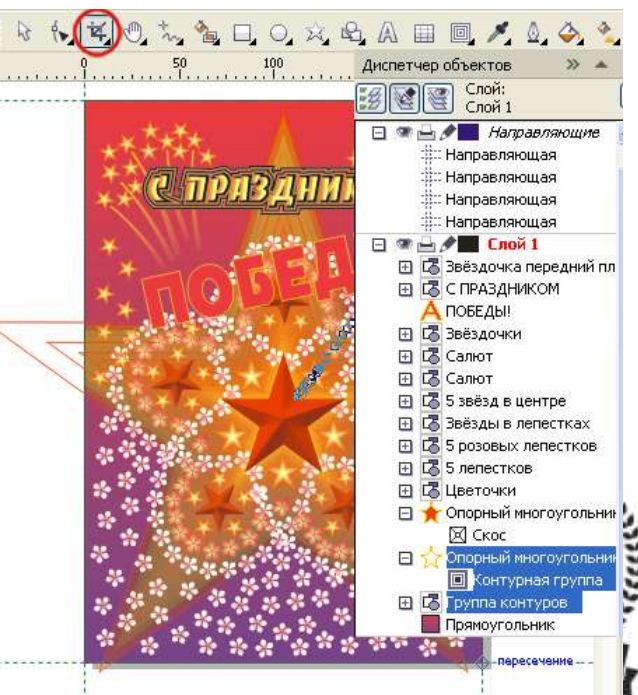 0 50 100
Диспетчер объектов
Слой:
Слой 1
Направляющие
Направляющая
Направляющая
Направляющая
Направляющая
Слой 1
Звёздочка передний пл
С ПРАЗДНИКОМ
ПОБЕДЫ!
Звёздочки
Салют
Салют
5 звёзд в центре
Звёзды в лепестках
5 розовых лепестков
5 лепестков
Цветочки
Опорный многоугольник
Скос
Опорный многоугольник
Контурная группа
Группа контуров
Прямоугольник
С ПРАЗДНИ
ПОБЕД
пересечение